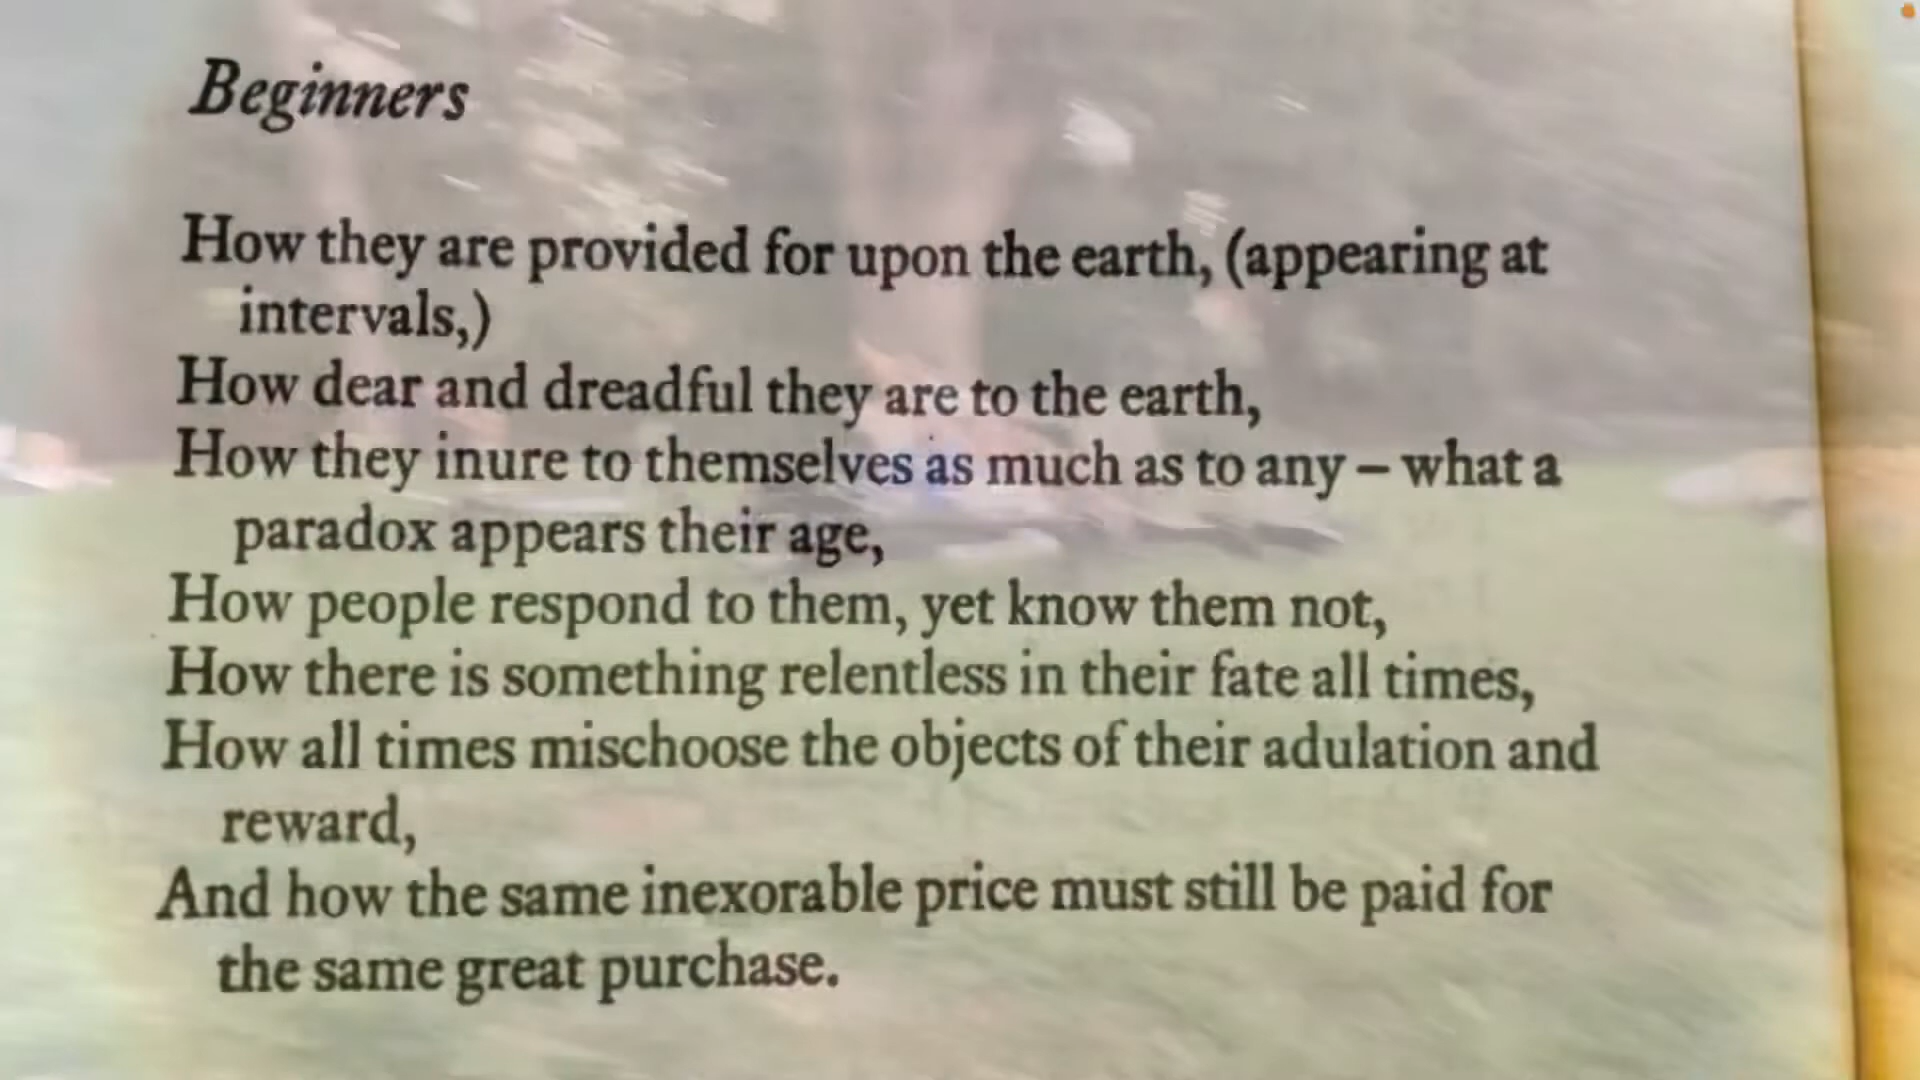 Beginners
How they are provided for upon the earth, (appearing at
intervals,)
How dear and dreadful they are to the earth,
How they inure to themselves as much as to any – what a
paradox appears their age,
How people respond to them, yet know them not,
How there is something relentless in their fate all times,
How all times mischoose the objects of their adulation and
reward,
And how the same inexorable price must still be paid for
the same great purchase.